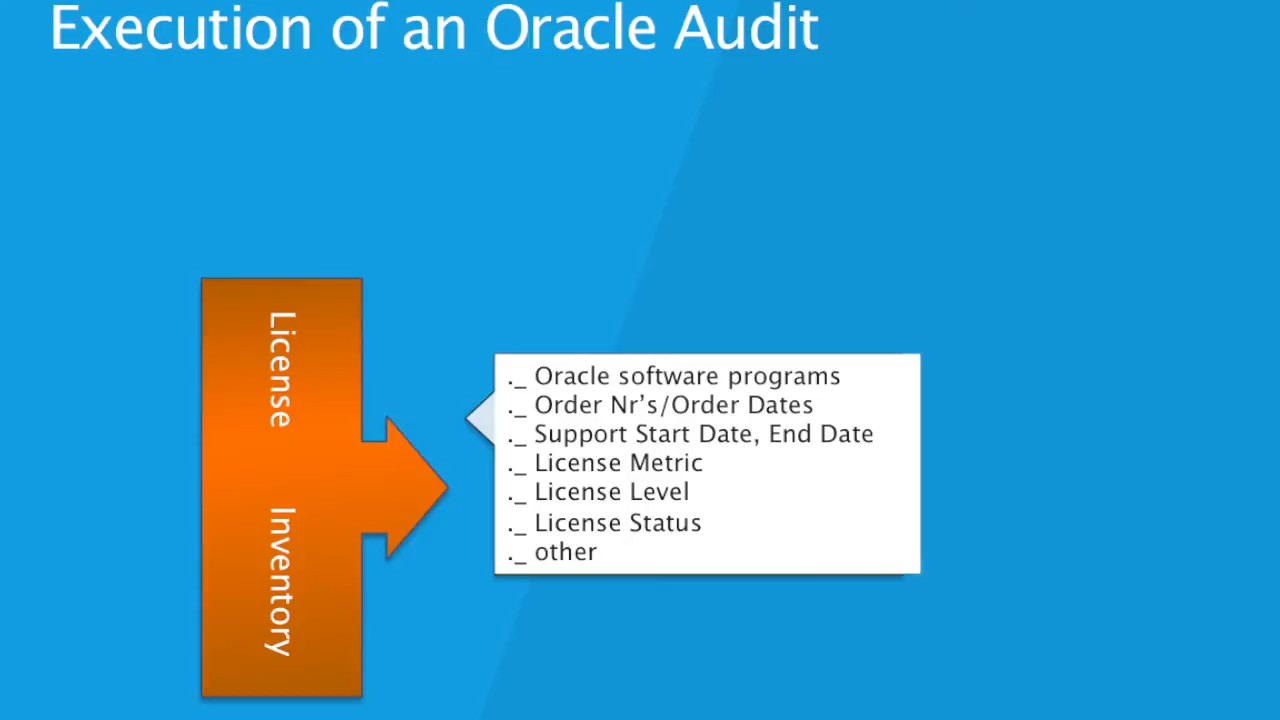 Execution of an Oracle Audit
License Inventory
._ Oracle software programs
._ Order Nr's/Order Dates
._ Support Start Date, End Date
._ License Metric
._ License Level
._ License Status
._ other